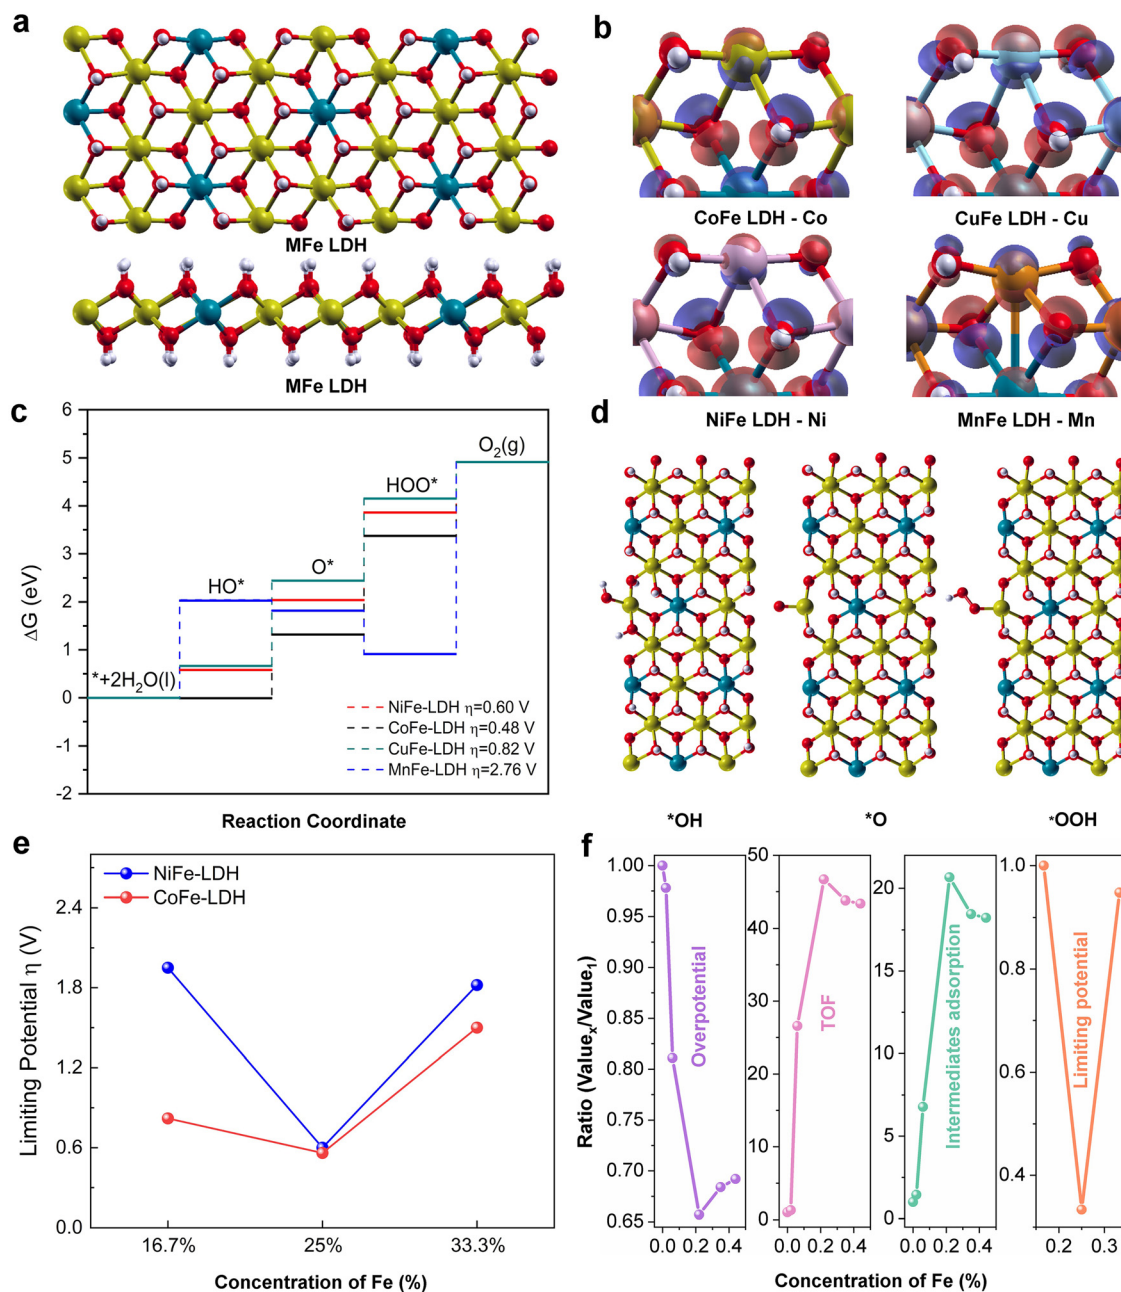 a
MFe LDH
MFe LDH
b
CoFe LDH - Co
CuFe LDH - Cu
NiFe LDH - Ni
MnFe LDH - Mn
c
6
5
4
3
2
1
0
-1
-2
ΔG (eV)
*+2H₂O(l)
HO*
O*
HOO*
O₂(g)
NiFe-LDH η=0.60 V
CoFe-LDH η=0.48 V
CuFe-LDH η=0.82 V
MnFe-LDH η=2.76 V
Reaction Coordinate
d
*OH
*O
*OOH
e
NiFe-LDH
CoFe-LDH
2.4
1.8
1.2
0.6
0.0
Limiting Potential η (V)
16.7%
25%
33.3%
Concentration of Fe (%)
f
Ratio (Valueₓ/Value₁)
1.00
0.95
1.00
0.90
0.85
0.80
0.75
0.70
0.65
Overpotential
0.0 0.2 0.4
50
40
30
20
10
0
TOF
0.0 0.2 0.4
20
15
10
5
0
Intermediates adsorption
0.0 0.2 0.4
1.0
0.8
0.6
0.4
Limiting potential
0.2 0.3
Concentration of Fe (%)